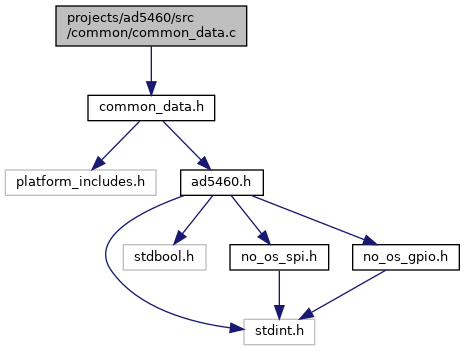 projects/ad5460/src
/common/common_data.c
common_data.h
platform_includes.h
ad5460.h
stdbool.h
no_os_spi.h
no_os_gpio.h
stdint.h